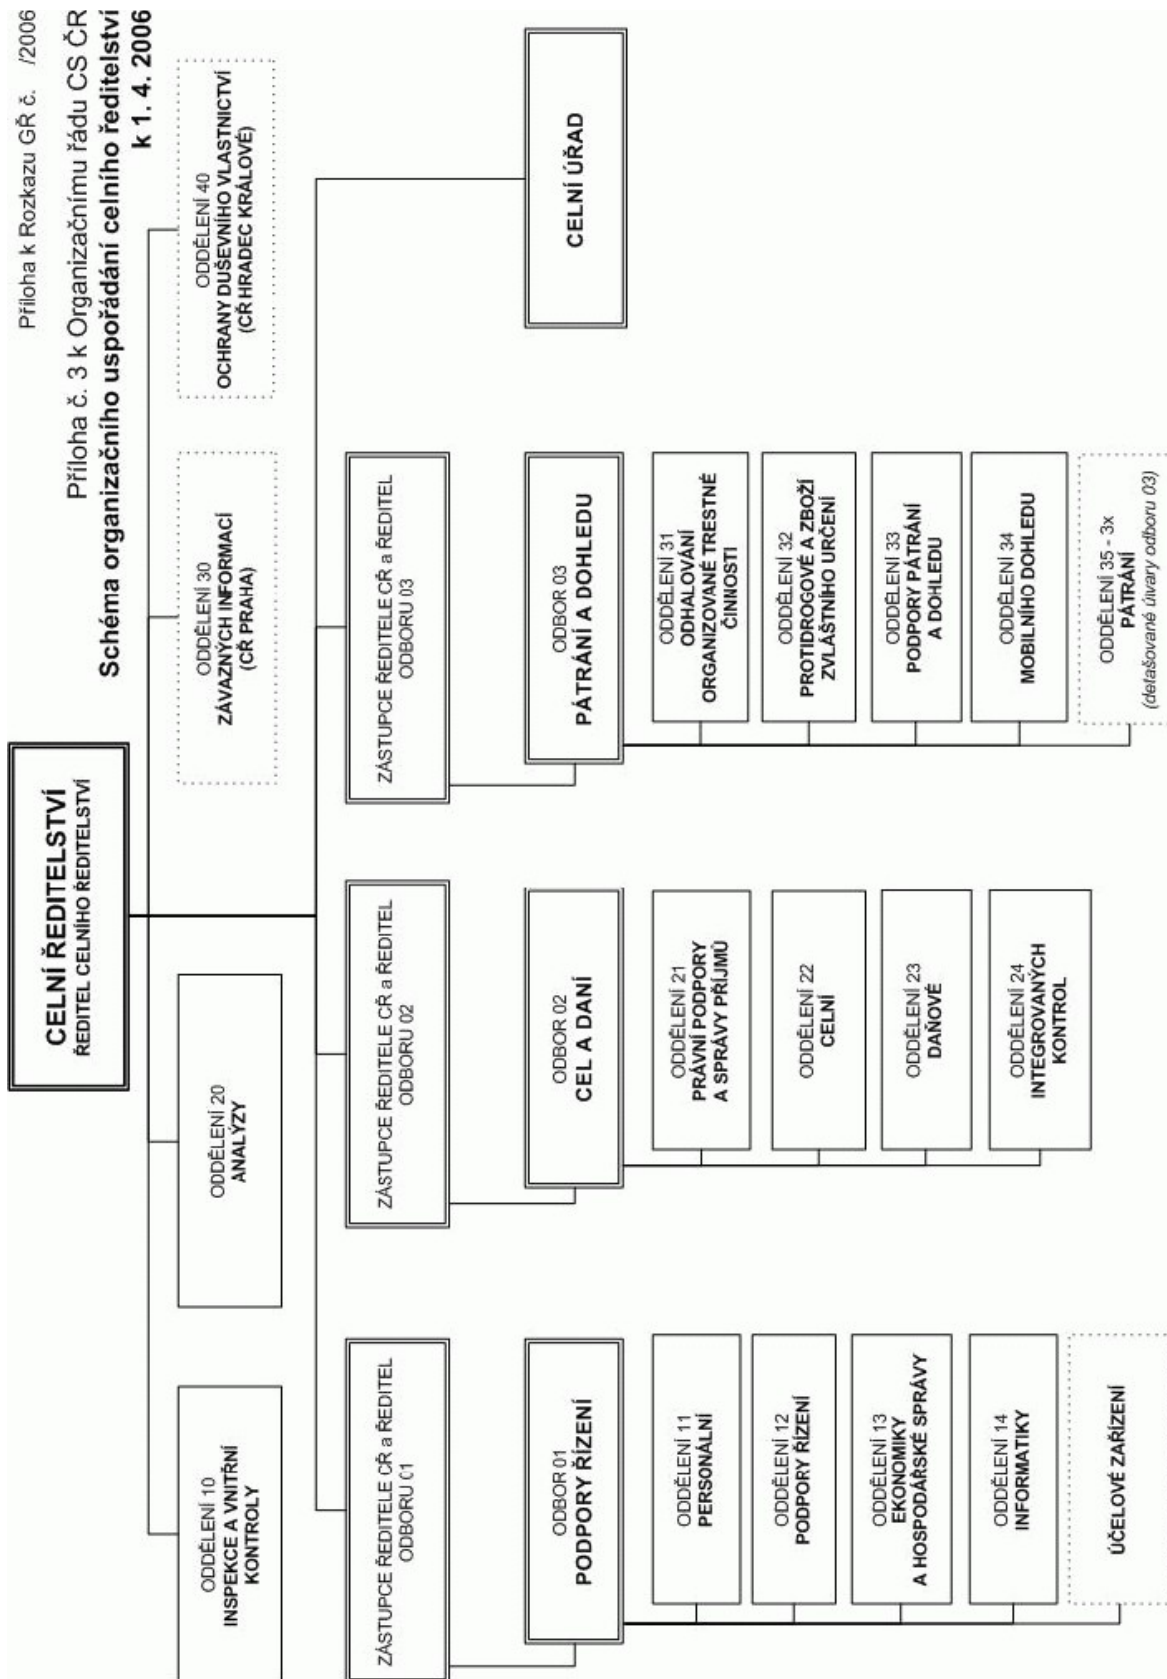 Příloha k Rozkazu GŘ č. /2006
Příloha č. 3 k Organizačnímu řádu CS ČR
Schéma organizačního uspořádání celního ředitelství
k 1. 4. 2006
CELNÍ ŘEDITELSTVÍ
ŘEDITEL CELNÍHO ŘEDITELSTVÍ
ODDĚLENÍ 10
INSPEKCE A VNITŘNÍ
KONTROLY
ODDĚLENÍ 20
ANALÝZY
ODDĚLENÍ 30
ZÁVAZNÝCH INFORMACÍ
(CŘ PRAHA)
ODDĚLENÍ 40
OCHRANY DUŠEVNÍHO VLASTNICTVÍ
(CŘ HRADEC KRÁLOVÉ)
ZÁSTUPCE ŘEDITELE CŘ a ŘEDITEL
ODBORU 01
ZÁSTUPCE ŘEDITELE CŘ a ŘEDITEL
ODBORU 02
ZÁSTUPCE ŘEDITELE CŘ a ŘEDITEL
ODBORU 03
ODBOR 01
PODPORY ŘÍZENÍ
ODBOR 02
CEL A DANÍ
ODBOR 03
PÁTRÁNÍ A DOHLEDU
CELNÍ ÚŘAD
ODDĚLENÍ 11
PERSONÁLNÍ
ODDĚLENÍ 12
PODPORY ŘÍZENÍ
ODDĚLENÍ 13
EKONOMIKY
A HOSPODÁŘSKÉ SPRÁVY
ODDĚLENÍ 14
INFORMATIKY
ÚČELOVÉ ZAŘÍZENÍ
ODDĚLENÍ 21
PRÁVNÍ PODPORY
A SPRÁVY PŘÍJMŮ
ODDĚLENÍ 22
CELNÍ
ODDĚLENÍ 23
DAŇOVÉ
ODDĚLENÍ 24
INTEGROVANÝCH
KONTROL
ODDĚLENÍ 31
ODHALOVÁNÍ
ORGANIZOVANÉ TRESTNÉ
ČINNOSTI
ODDĚLENÍ 32
PROTIDROGOVÉ A ZBOŽÍ
ZVLÁŠTNÍHO URČENÍ
ODDĚLENÍ 33
PODPORY PÁTRÁNÍ
A DOHLEDU
ODDĚLENÍ 34
MOBILNÍHO DOHLEDU
ODDĚLENÍ 35 - 3x
PÁTRÁNÍ
(detašované útvary odboru 03)